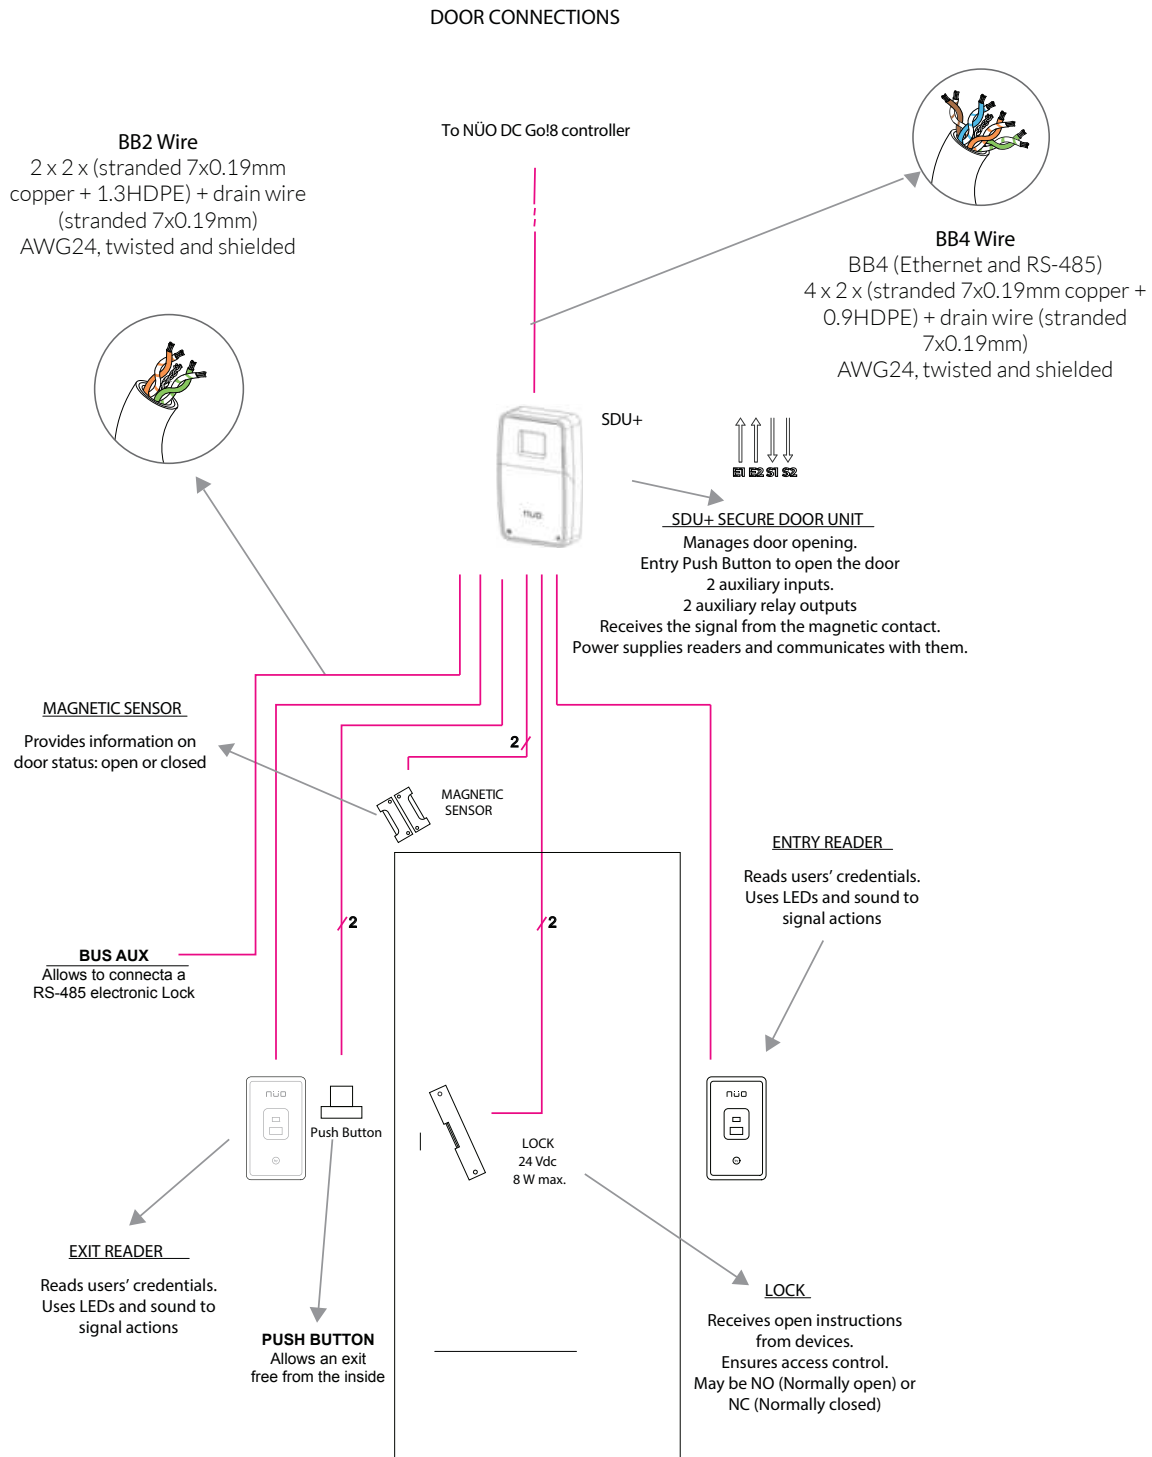 DOOR CONNECTIONS
To NÜO DC Go!8 controller
BB2 Wire
2 x 2 x (stranded 7x0.19mm
copper + 1.3HDPE) + drain wire
(stranded 7x0.19mm)
AWG24, twisted and shielded
BB4 Wire
BB4 (Ethernet and RS-485)
4 x 2 x (stranded 7x0.19mm copper +
0.9HDPE) + drain wire (stranded
7x0.19mm)
AWG24, twisted and shielded
SDU+
E1 E2 S1 S2
nüo
SDU+ SECURE DOOR UNIT
Manages door opening.
Entry Push Button to open the door
2 auxiliary inputs.
2 auxiliary relay outputs
Receives the signal from the magnetic contact.
Power supplies readers and communicates with them.
MAGNETIC SENSOR
Provides information on
door status: open or closed
2
MAGNETIC
SENSOR
ENTRY READER
Reads users’ credentials.
Uses LEDs and sound to
signal actions
2
2
BUS AUX
Allows to connecta a
RS-485 electronic Lock
nüo
Push Button
LOCK
24 Vdc
8 W max.
nüo
EXIT READER
Reads users’ credentials.
Uses LEDs and sound to
signal actions
PUSH BUTTON
Allows an exit
free from the inside
LOCK
Receives open instructions
from devices.
Ensures access control.
May be NO (Normally open) or
NC (Normally closed)